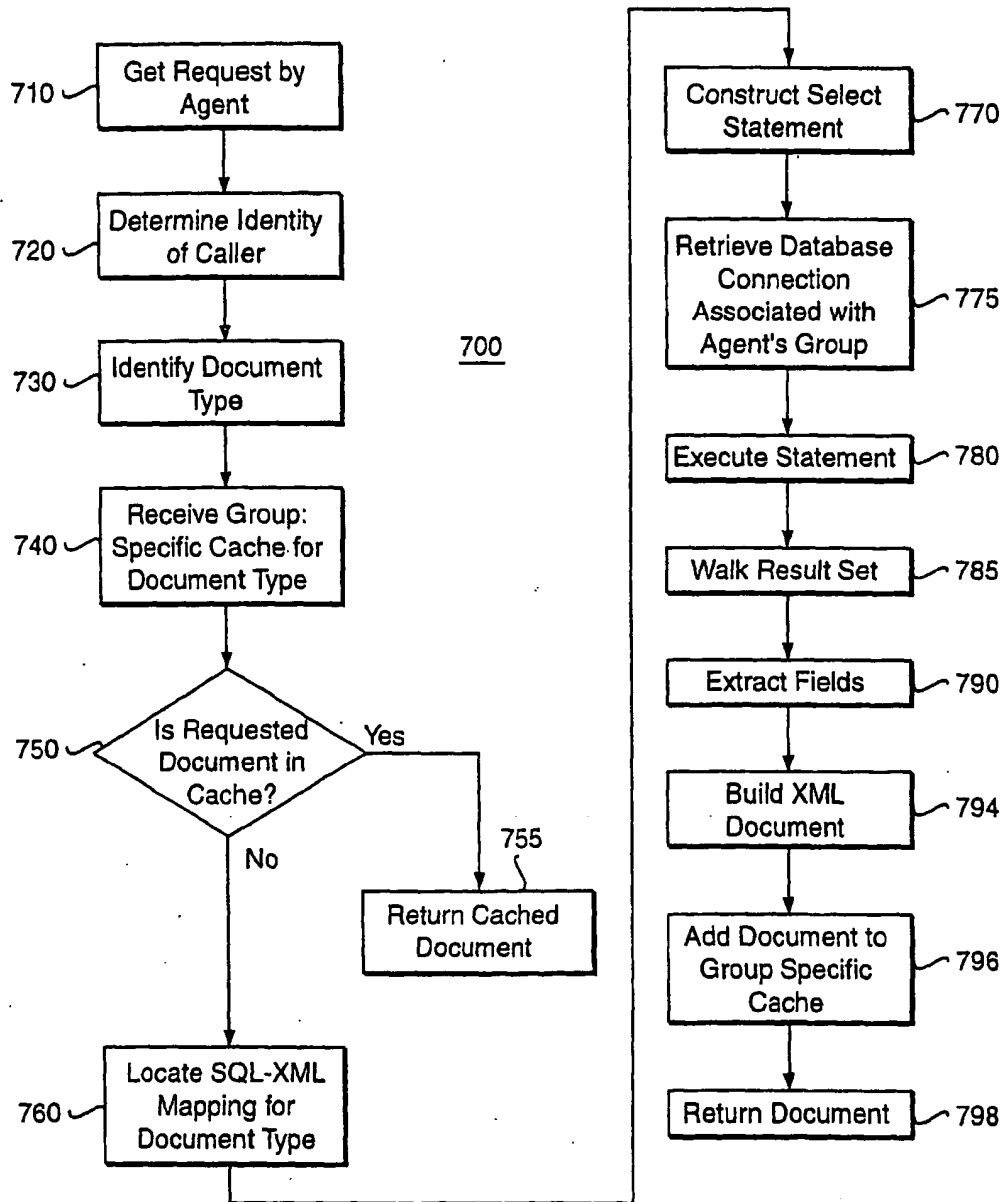 710
Get Request by
Agent
720
Determine Identity
of Caller
730
Identify Document
Type
740
Receive Group:
Specific Cache for
Document Type
750
Is Requested
Document in
Cache?
Yes
No
755
Return Cached
Document
760
Locate SQL-XML
Mapping for
Document Type
700
Construct Select
Statement
770
Retrieve Database
Connection
Associated with
Agent's Group
775
Execute Statement
780
Walk Result Set
785
Extract Fields
790
Build XML
Document
794
Add Document to
Group Specific
Cache
796
Return Document
798